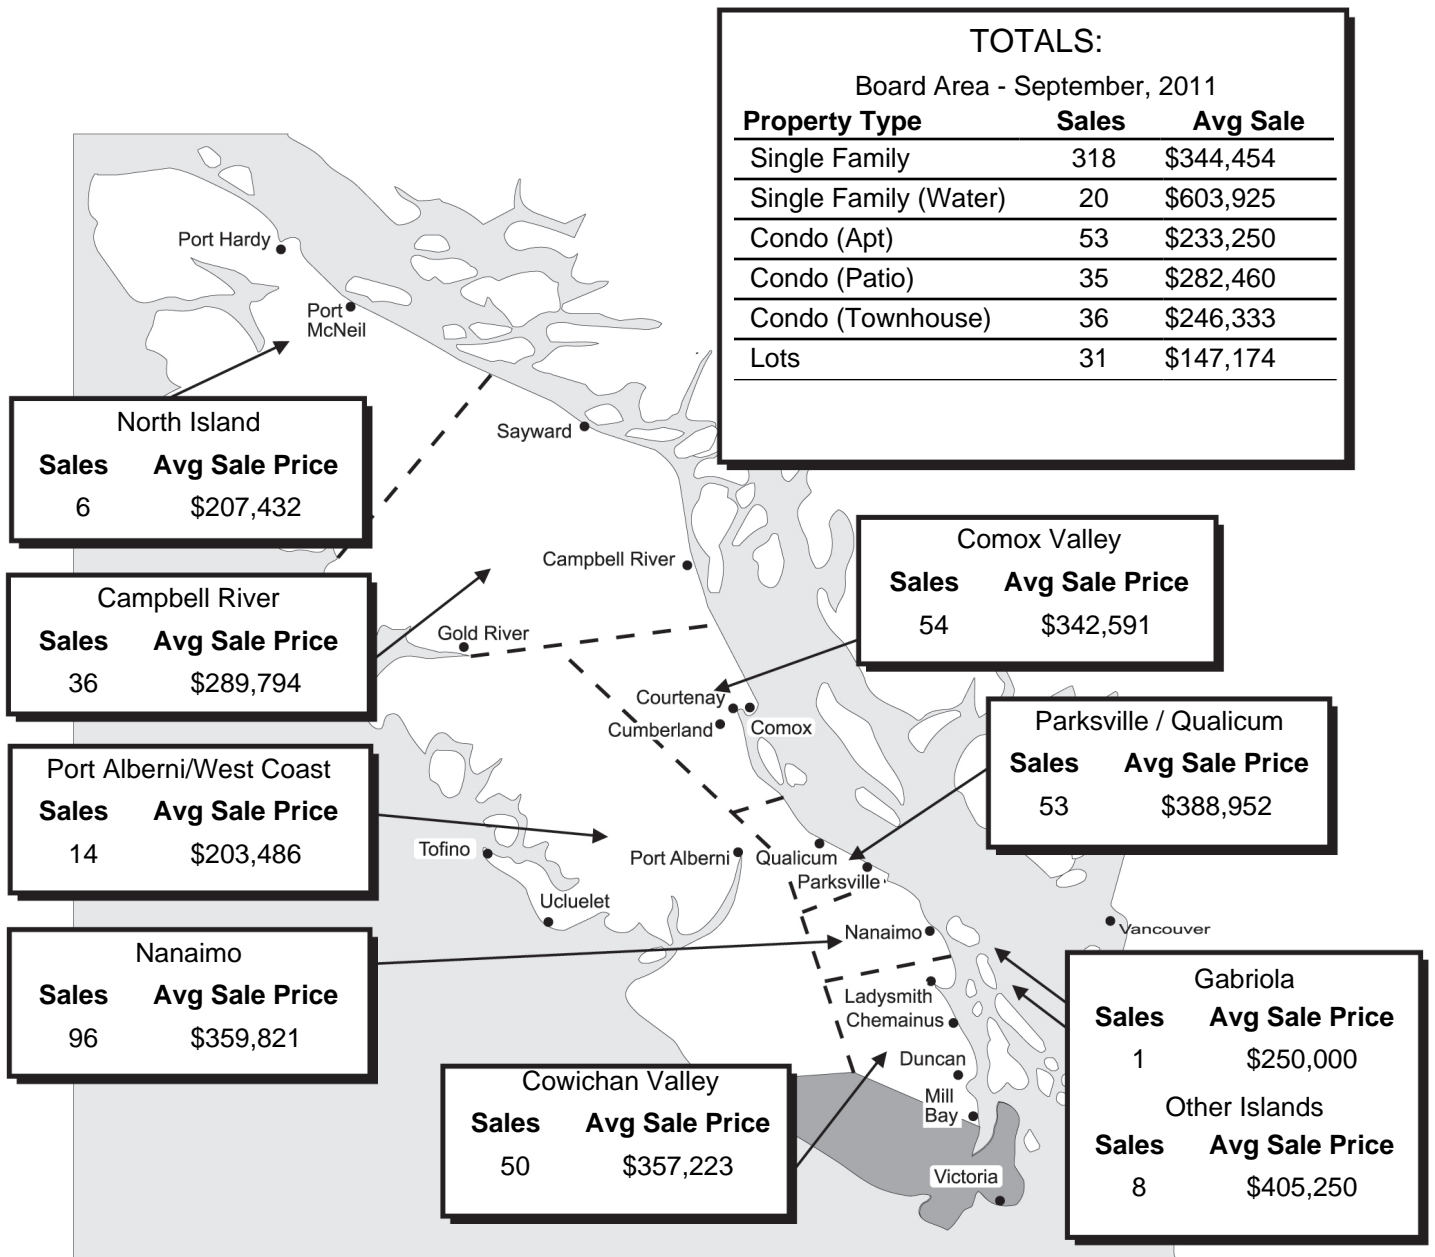 TOTALS:
Board Area - September, 2011
Property Type Sales Avg Sale
Single Family 318 $344,454
Single Family (Water) 20 $603,925
Condo (Apt) 53 $233,250
Condo (Patio) 35 $282,460
Condo (Townhouse) 36 $246,333
Lots 31 $147,174
Port Hardy
Port
McNeil
North Island
Sales Avg Sale Price
6 $207,432
Sayward
Campbell River
Campbell River
Sales Avg Sale Price
36 $289,794
Gold River
Comox Valley
Sales Avg Sale Price
54 $342,591
Courtenay
Cumberland
Comox
Parksville / Qualicum
Sales Avg Sale Price
53 $388,952
Port Alberni/West Coast
Sales Avg Sale Price
14 $203,486
Tofino
Ucluelet
Port Alberni
Qualicum
Parksville
Nanaimo
Sales Avg Sale Price
96 $359,821
Nanaimo
Vancouver
Ladysmith
Chemainus
Duncan
Mill
Bay
Victoria
Cowichan Valley
Sales Avg Sale Price
50 $357,223
Gabriola
Sales Avg Sale Price
1 $250,000
Other Islands
Sales Avg Sale Price
8 $405,250